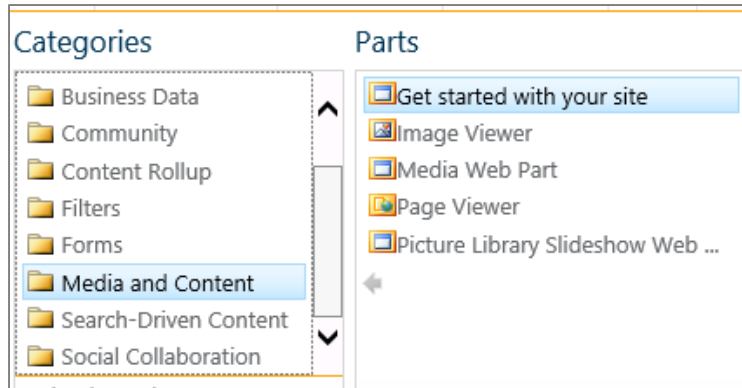 Categories
Business Data
Community
Content Rollup
Filters
Forms
Media and Content
Search-Driven Content
Social Collaboration
Parts
Get started with your site
Image Viewer
Media Web Part
Page Viewer
Picture Library Slideshow Web ...